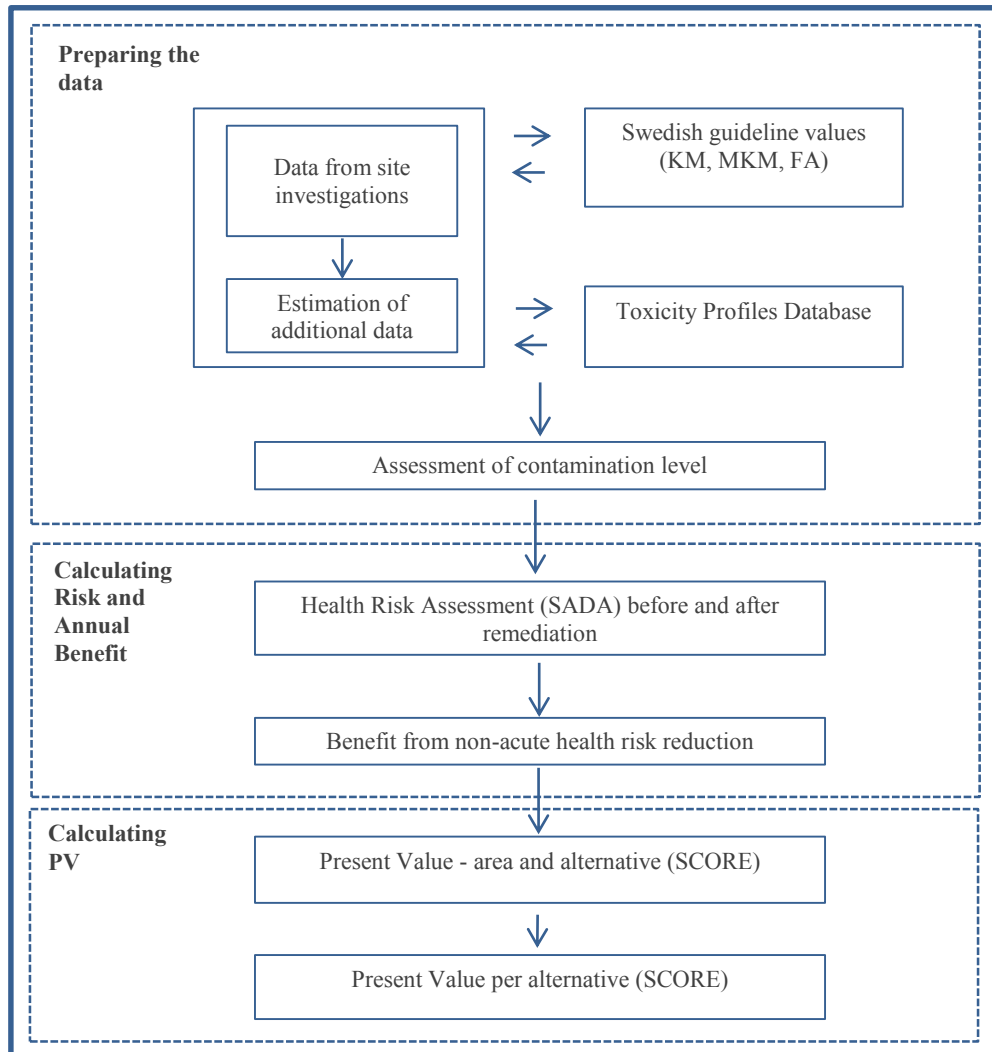 Preparing the
data
Data from site
investigations
Swedish guideline values
(KM, MKM, FA)
Estimation of
additional data
Toxicity Profiles Database
Assessment of contamination level
Calculating
Risk and
Annual
Benefit
Health Risk Assessment (SADA) before and after
remediation
Benefit from non-acute health risk reduction
Calculating
PV
Present Value - area and alternative (SCORE)
Present Value per alternative (SCORE)